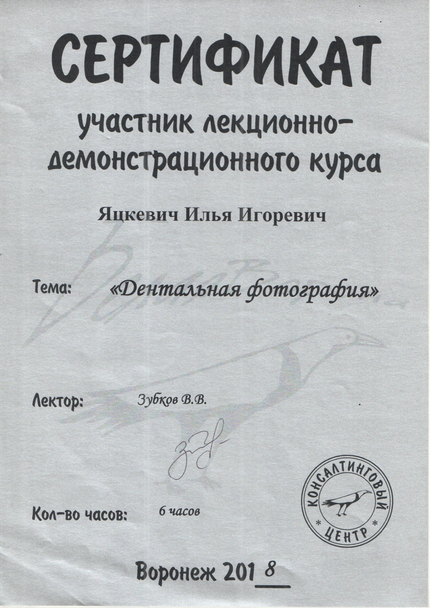 СЕРТИФИКАТ
участник лекционно-
демонстрационного курса
Яцкевич Илья Игоревич
Тема: «Дентальная фотография»
Лектор: Зубков В.В.
Кол-во часов: 6 часов
КОНСАЛТИНГОВЫЙ
ЦЕНТР
Воронеж 2018